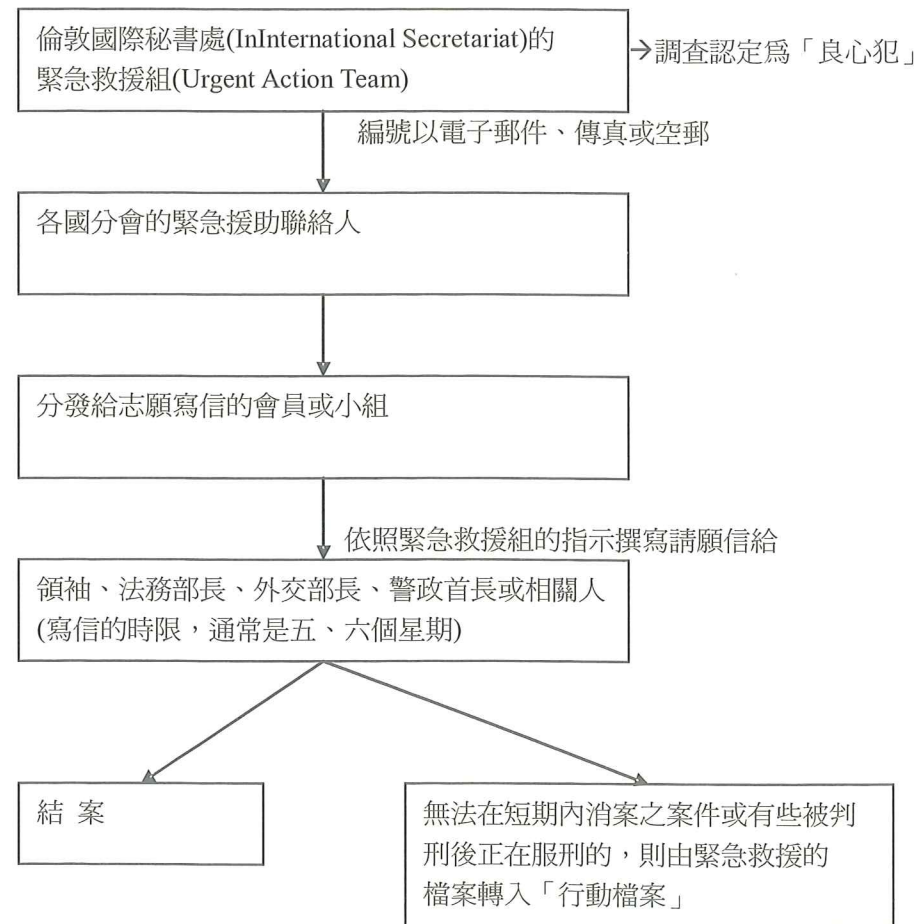 倫敦國際秘書處(InInternational Secretariat)的
緊急救援組(Urgent Action Team)
→調查認定為「良心犯」
編號以電子郵件、傳真或空郵
各國分會的緊急援助聯絡人
分發給志願寫信的會員或小組
依照緊急救援組的指示撰寫請願信給
領袖、法務部長、外交部長、警政首長或相關人
(寫信的時限，通常是五、六個星期)
結 案
無法在短期內消案之案件或有些被判
刑後正在服刑的，則由緊急救援的
檔案轉入「行動檔案」